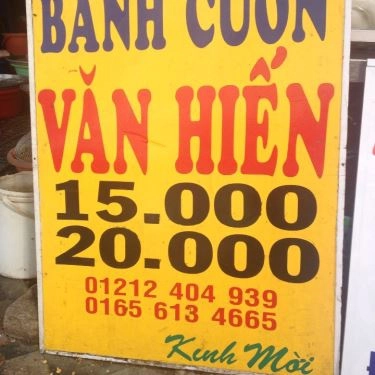 BÁNH CUỐN
VĂN HIẾN
15.000
20.000
01212 404 939
0165 613 4665
Kính Mời